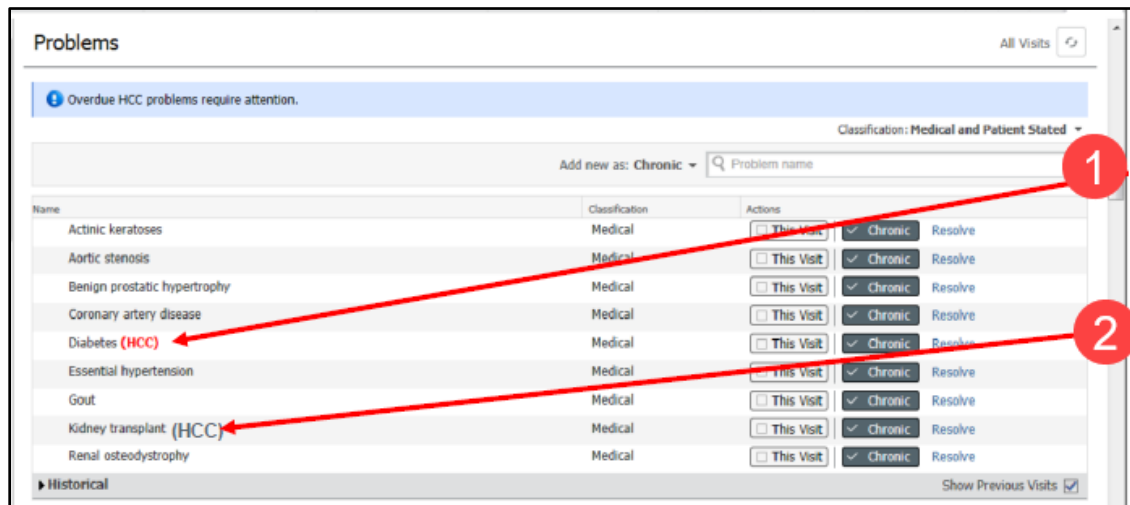 Problems
All Visits
Overdue HCC problems require attention.
Classification: Medical and Patient Stated
Add new as: Chronic Problem name
1
Name Classification Actions
Actinic keratoses Medical This Visit Chronic Resolve
Aortic stenosis Medical This Visit Chronic Resolve
Benign prostatic hypertrophy Medical This Visit Chronic Resolve
Coronary artery disease Medical This Visit Chronic Resolve
Diabetes (HCC) Medical This Visit Chronic Resolve
2
Essential hypertension Medical This Visit Chronic Resolve
Gout Medical This Visit Chronic Resolve
Kidney transplant (HCC) Medical This Visit Chronic Resolve
Renal osteodystrophy Medical This Visit Chronic Resolve
Historical Show Previous Visits